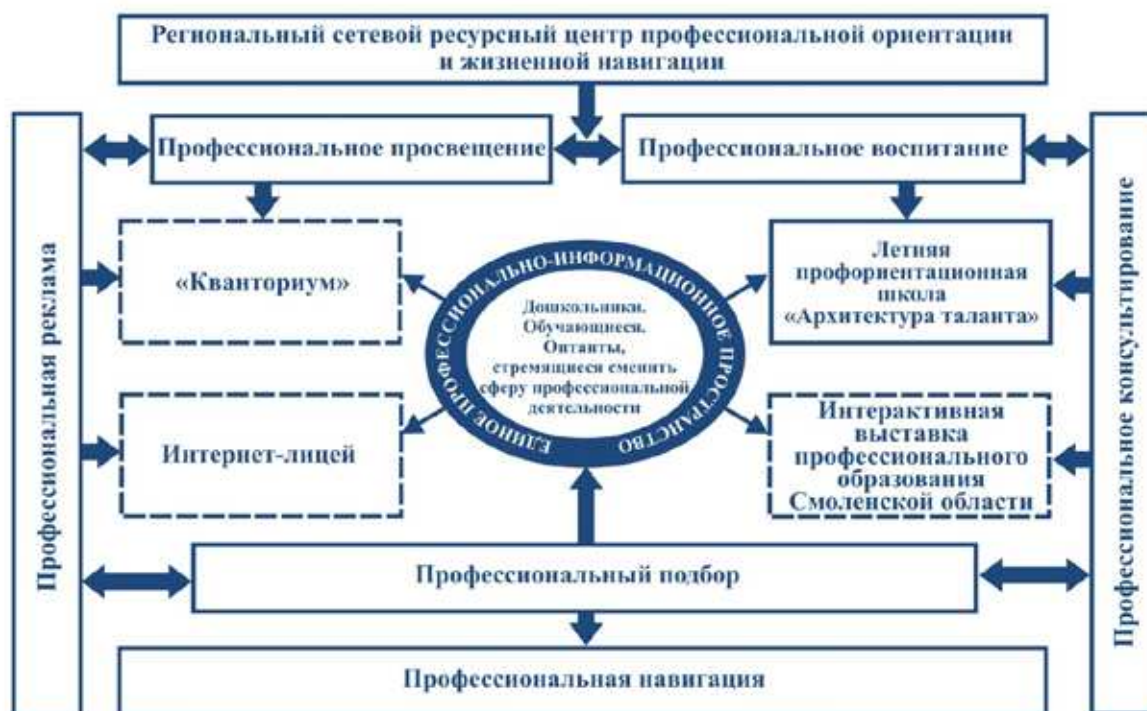 Региональный сетевой ресурсный центр профессиональной ориентации
и жизненной навигации
Профессиональная реклама
Профессиональное просвещение
Профессиональное воспитание
Профессиональное консультирование
«Кванториум»
ЕДИНОЕ ПРОФЕССИОНАЛЬНО-ИНФОРМАЦИОННОЕ ПРОСТРАНСТВО
Дошкольники.
Обучающиеся.
Оптанты,
стремящиеся сменить
сферу профессиональной
деятельности
Летняя
профориентационная
школа
«Архитектура таланта»
Интернет-лицей
Интерактивная
выставка
профессионального
образования
Смоленской области
Профессиональный подбор
Профессиональная навигация